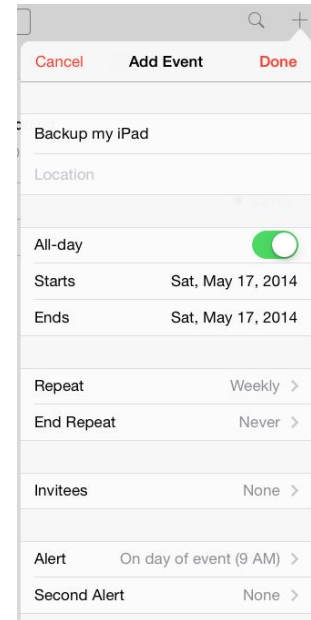 Cancel Add Event Done
Backup my iPad
Location
All-day
Starts Sat, May 17, 2014
Ends Sat, May 17, 2014
Repeat Weekly >
End Repeat Never >
Invitees None >
Alert On day of event (9 AM) >
Second Alert None >